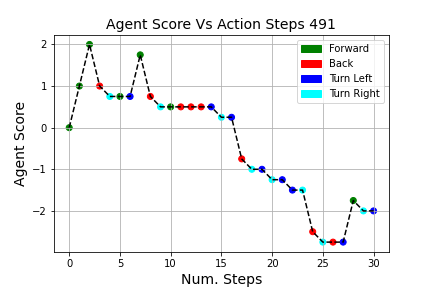 Agent Score Vs Action Steps 491
Agent Score
2
1
0
−1
−2
Forward
Back
Turn Left
Turn Right
0 5 10 15 20 25 30
Num. Steps